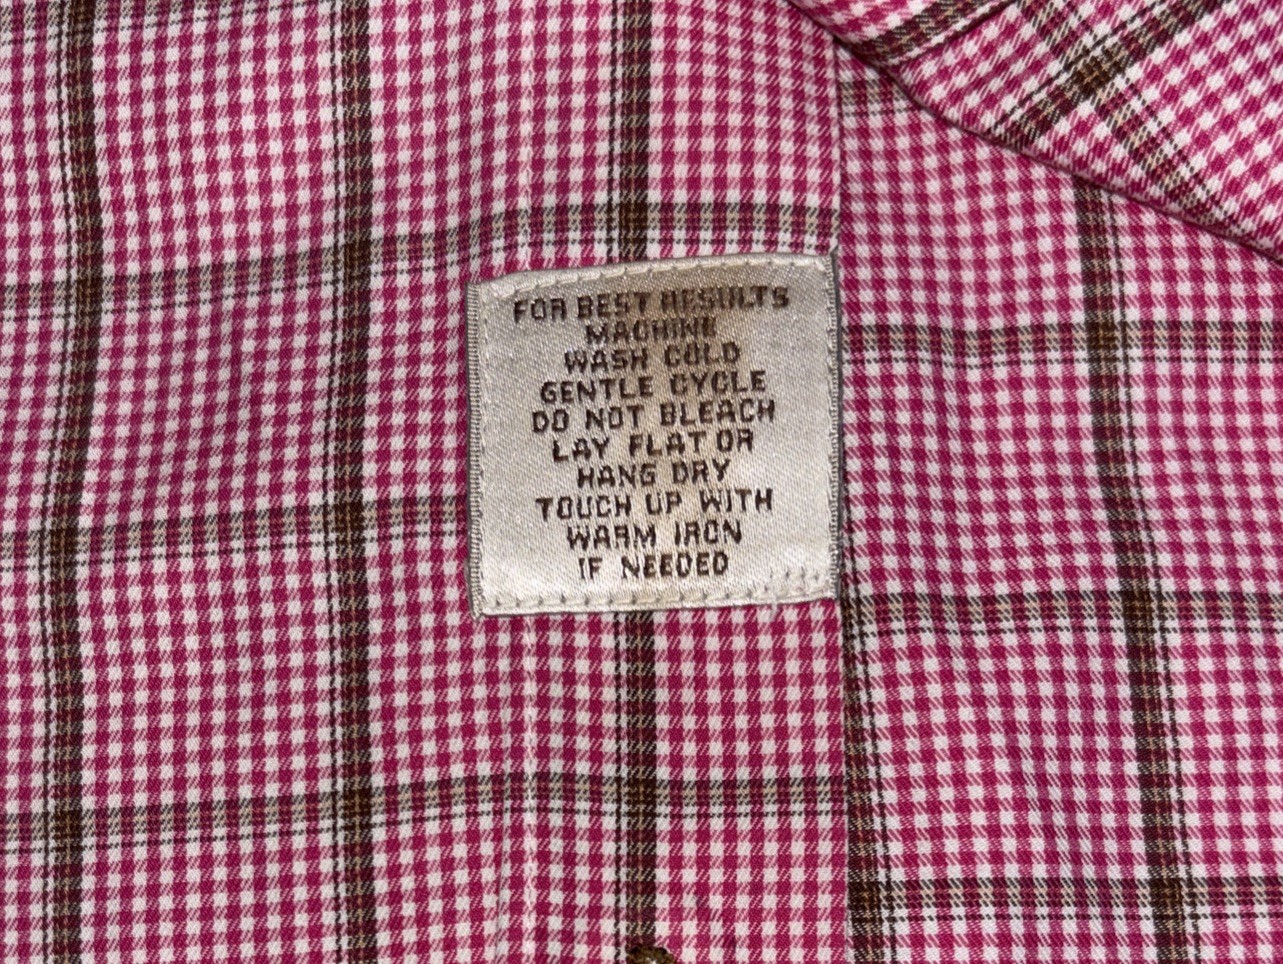 FOR BEST RESULTS
MACHINE
WASH COLD
GENTLE CYCLE
DO NOT BLEACH
LAY FLAT OR
HANG DRY
TOUCH UP WITH
WARM IRON
IF NEEDED